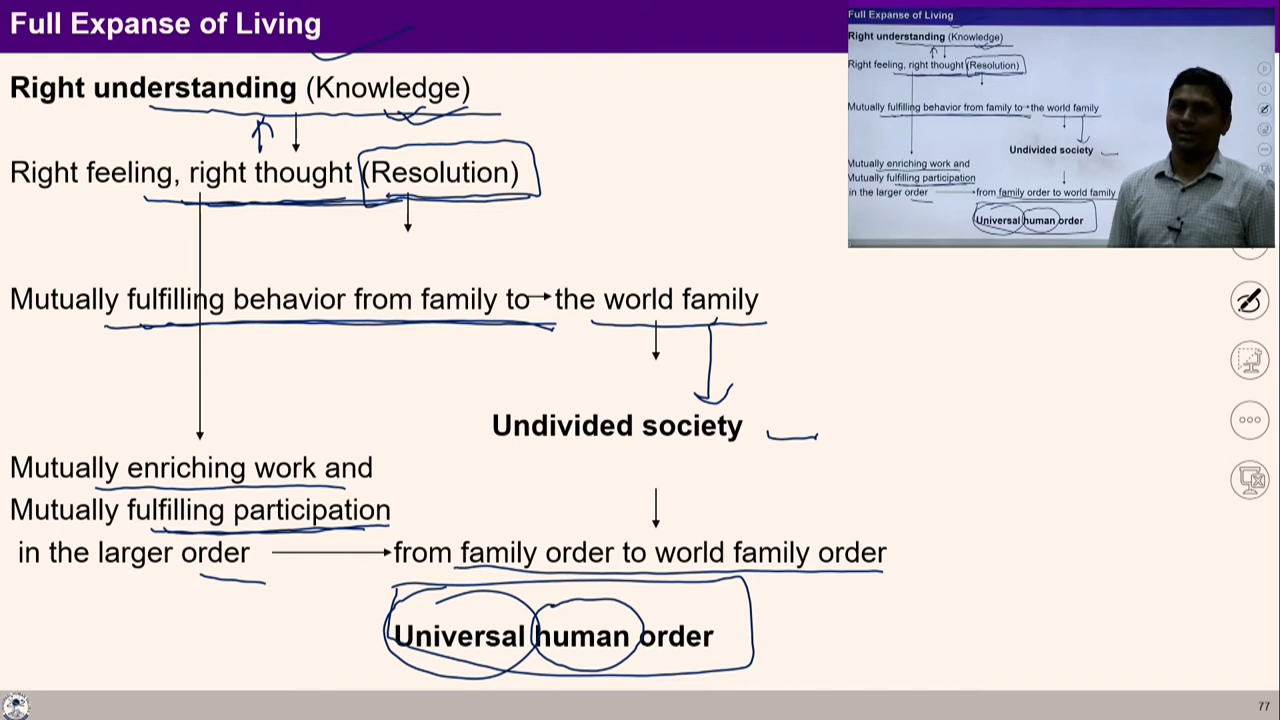 Full Expanse of Living
Right understanding (Knowledge)
Right feeling, right thought (Resolution)
Mutually fulfilling behavior from family to the world family
Undivided society
Mutually enriching work and
Mutually fulfilling participation
in the larger order from family order to world family order
Universal human order
77
Full Expanse of Living
Right understanding (Knowledge)
Right feeling, right thought (Resolution)
Mutually fulfilling behavior from family to the world family
Undivided society
Mutually enriching work and
Mutually fulfilling participation
in the larger order from family order to world family
Universal human order